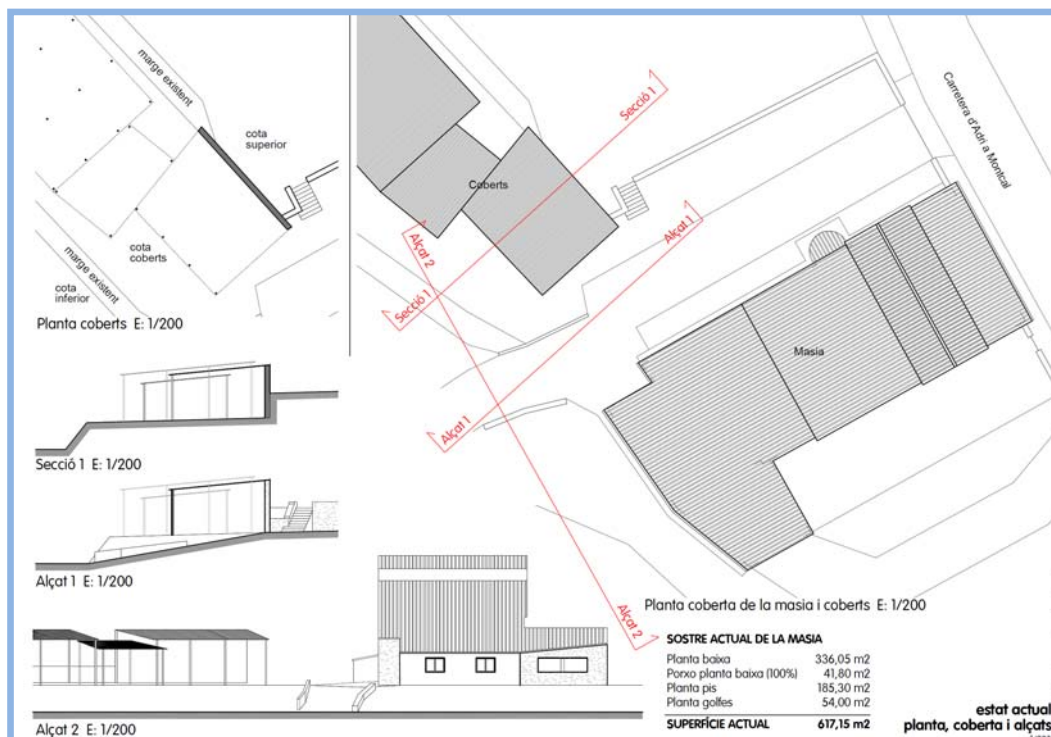 marge existent
cota
superior
cota
coberts
marge existent
cota
inferior
Planta coberts E: 1/200
Secció 1 E: 1/200
Alçat 1 E: 1/200
Alçat 2 E: 1/200
Secció 1
Coberts
Alçat 1
Alçat 2
Secció 1
Alçat 1
Masia
Carretera d'Adri a Montcal
Alçat 2
Planta coberta de la masia i coberts E: 1/200
SOSTRE ACTUAL DE LA MASIA
Planta baixa 336,05 m2
Porxo planta baixa (100%) 41,80 m2
Planta pis 185,30 m2
Planta golfes 54,00 m2
SUPERFÍCIE ACTUAL 617,15 m2
estat actual
planta, coberta i alçats